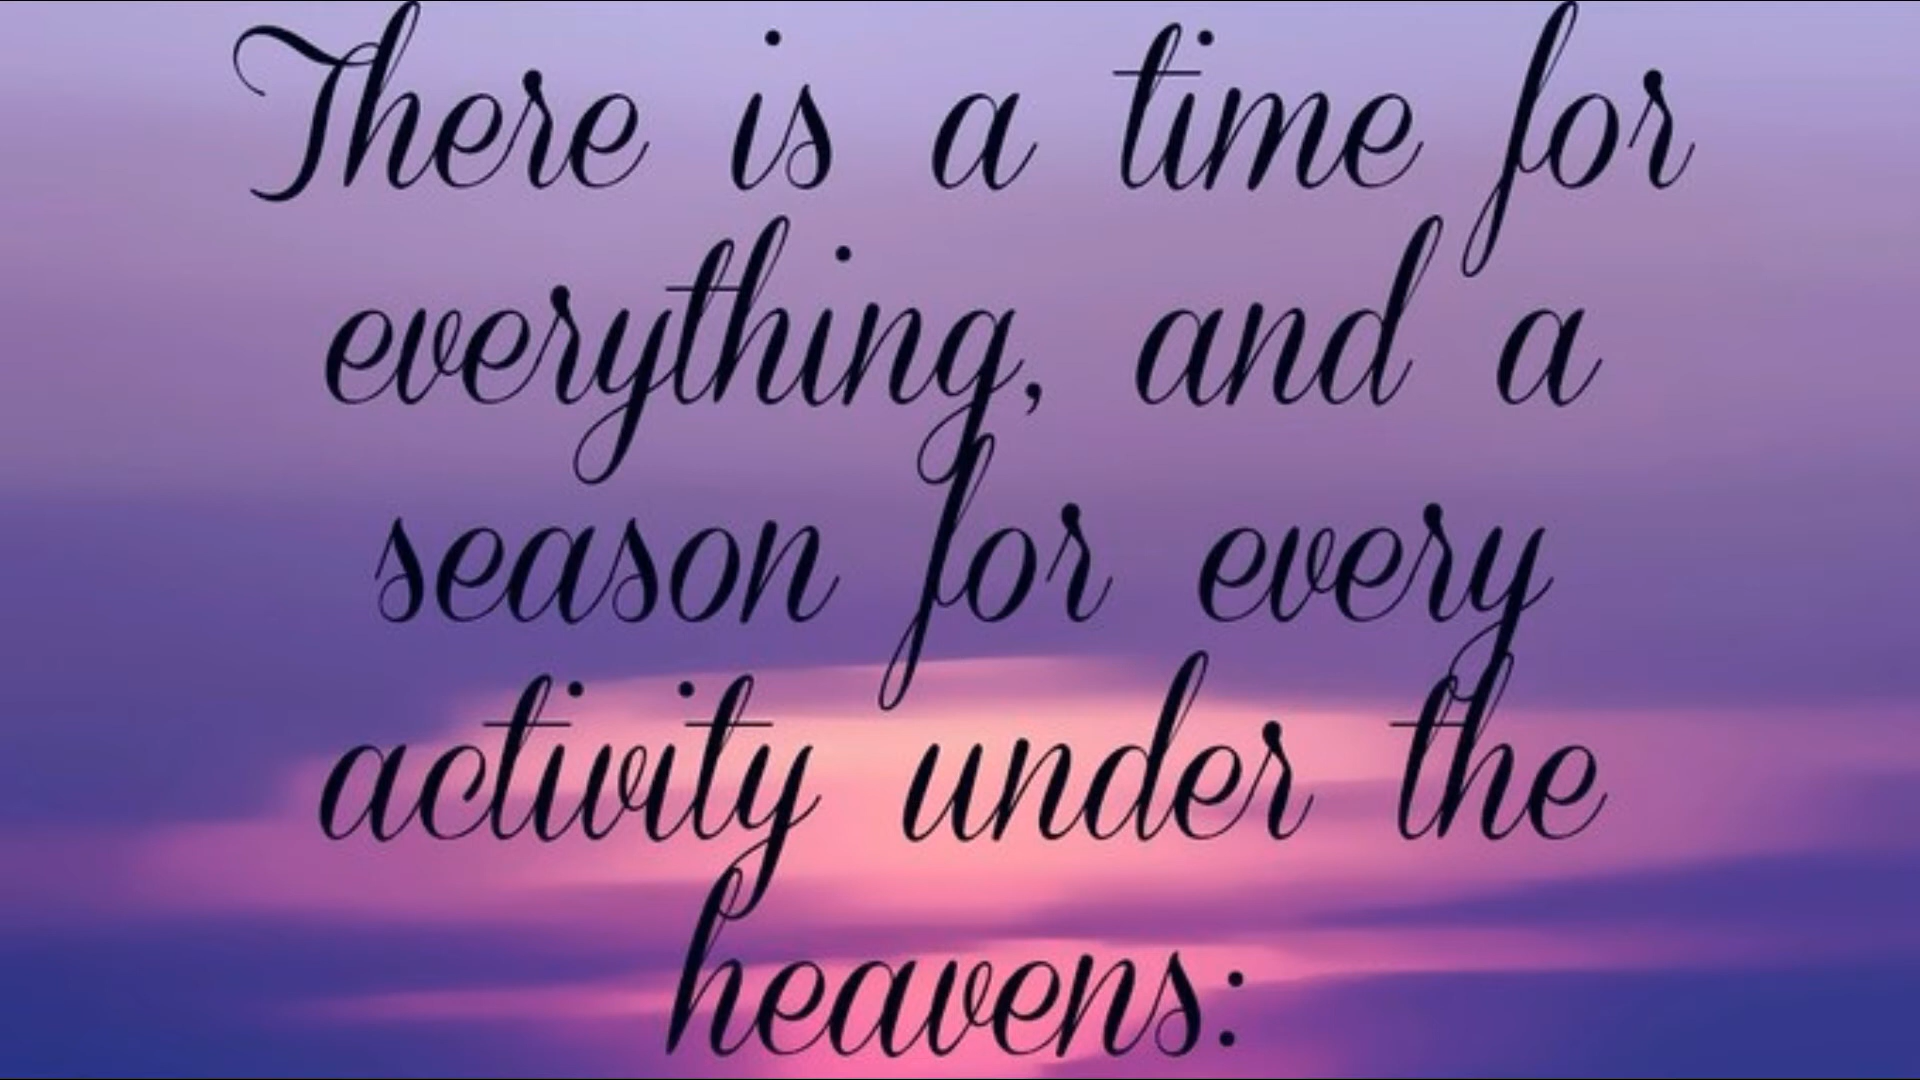 There is a time for
everything, and a
season for every
activity under the
heavens: